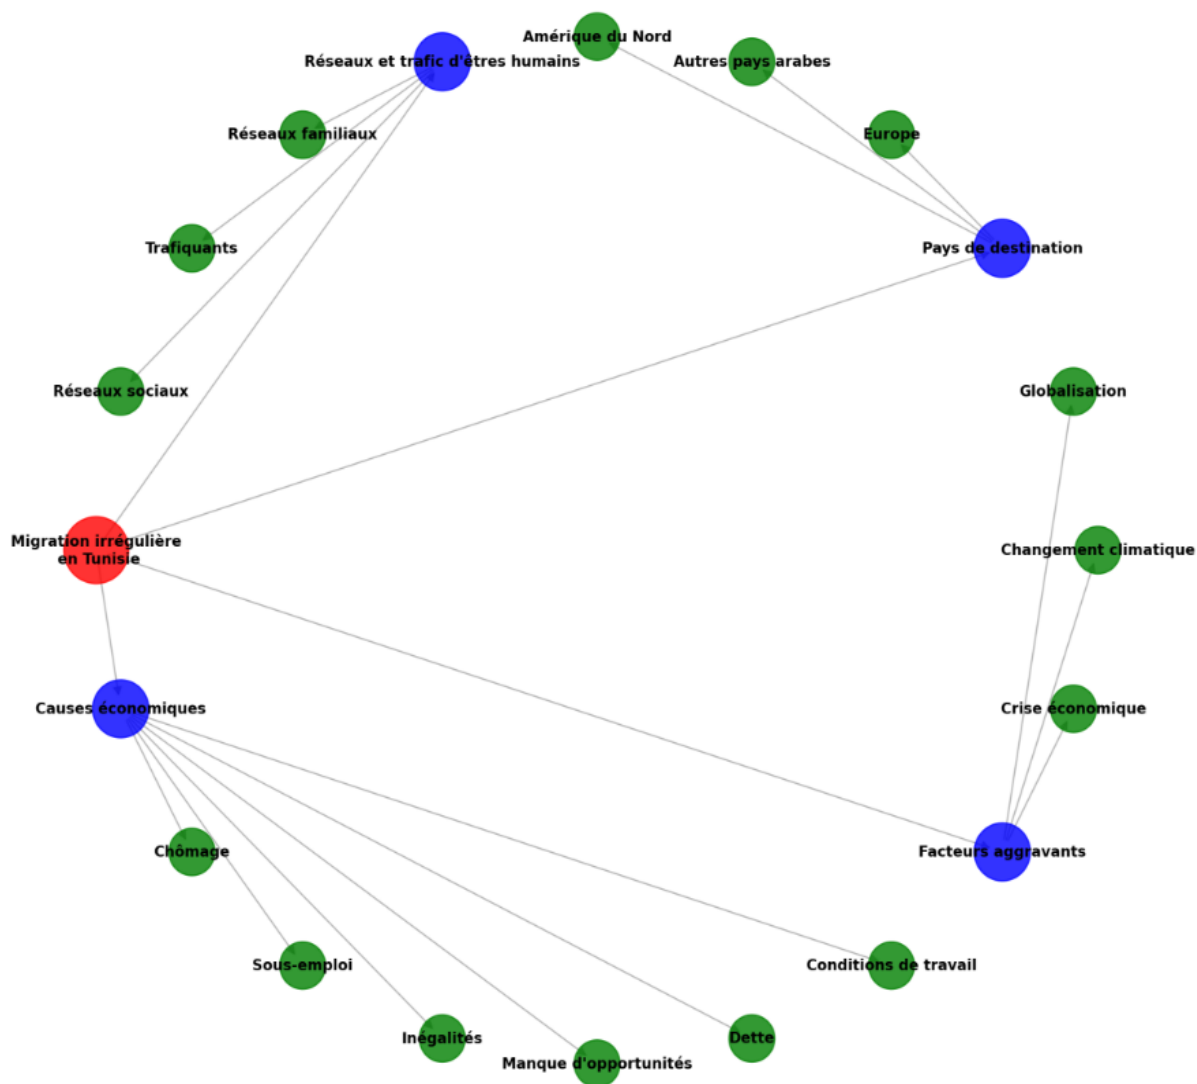 Amérique du Nord
Réseaux et trafic d'êtres humains
Autres pays arabes
Réseaux familiaux
Europe
Trafiquants
Pays de destination
Réseaux sociaux
Globalisation
Migration irrégulière
en Tunisie
Changement climatique
Causes économiques
Crise économique
Chômage
Facteurs aggravants
Sous-emploi
Conditions de travail
Inégalités
Dette
Manque d'opportunités